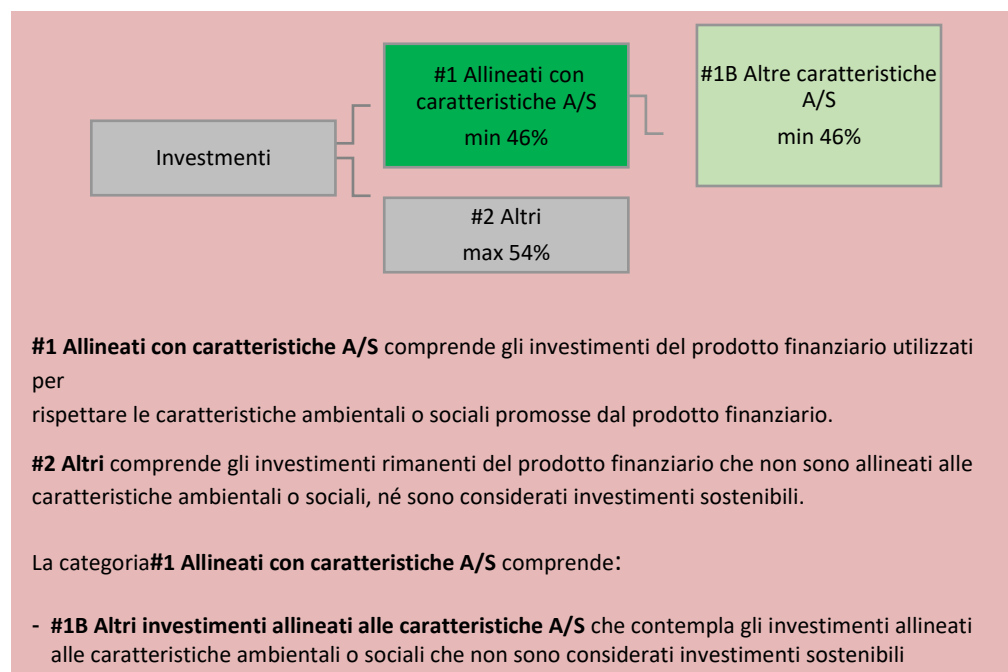 Investmenti
#1 Allineati con
caratteristiche A/S
min 46%
#1B Altre caratteristiche
A/S
min 46%
#2 Altri
max 54%
#1 Allineati con caratteristiche A/S comprende gli investimenti del prodotto finanziario utilizzati
per
rispettare le caratteristiche ambientali o sociali promosse dal prodotto finanziario.
#2 Altri comprende gli investimenti rimanenti del prodotto finanziario che non sono allineati alle
caratteristiche ambientali o sociali, né sono considerati investimenti sostenibili.
La categoria#1 Allineati con caratteristiche A/S comprende:
- #1B Altri investimenti allineati alle caratteristiche A/S che contempla gli investimenti allineati
alle caratteristiche ambientali o sociali che non sono considerati investimenti sostenibili